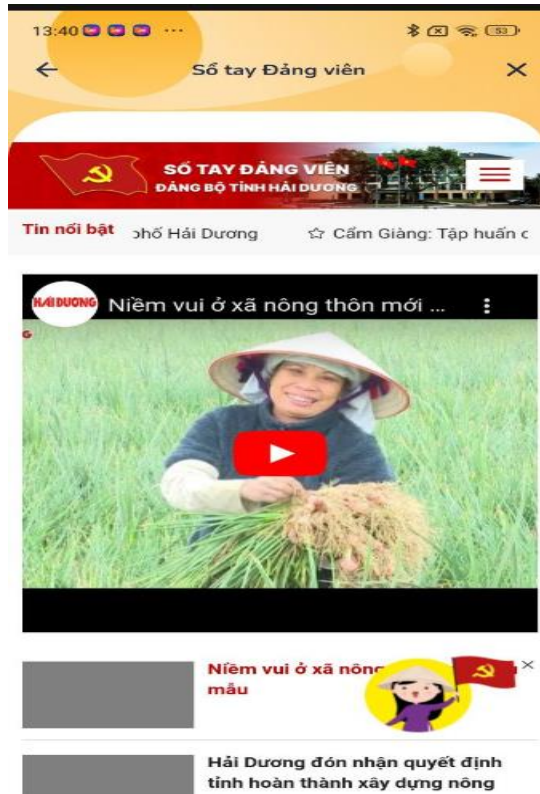 13:40
53
Sổ tay Đảng viên
SỔ TAY ĐẢNG VIÊN
ĐẢNG BỘ TỈNH HẢI DƯƠNG
Tin nổi bật phố Hải Dương ☆ Cẩm Giàng: Tập huấn c
HẢI DƯƠNG Niềm vui ở xã nông thôn mới ...
Niềm vui ở xã nông
mẫu
Hải Dương đón nhận quyết định
tỉnh hoàn thành xây dựng nông